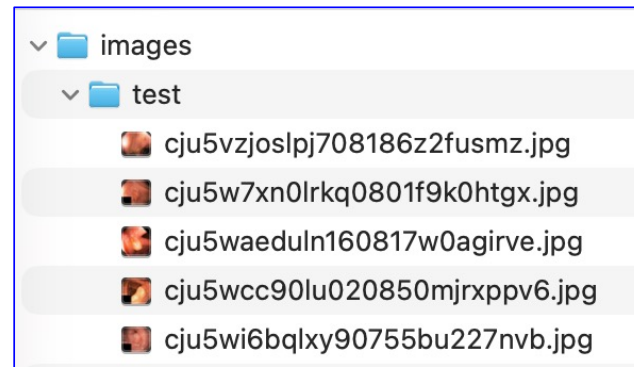 images
test
cju5vzjoslpj708186z2fusmz.jpg
cju5w7xn0lrkq0801f9k0htgx.jpg
cju5waeduln160817w0agirve.jpg
cju5wcc90lu020850mjrxppv6.jpg
cju5wi6bqlxy90755bu227nvb.jpg